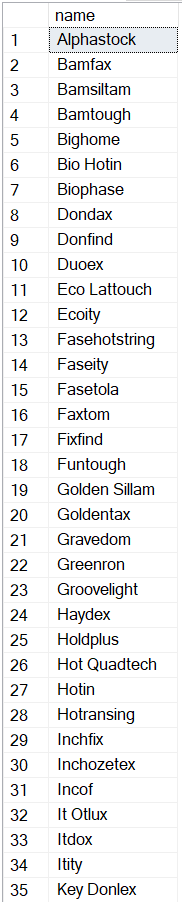 name
1 Alphastock
2 Bamfax
3 Bamsiltam
4 Bamtough
5 Bighome
6 Bio Hotin
7 Biophase
8 Dondax
9 Donfind
10 Duoex
11 Eco Lattouch
12 Ecoity
13 Fasehotstring
14 Faseity
15 Fasetola
16 Faxtom
17 Fixfind
18 Funtough
19 Golden Sillam
20 Goldentax
21 Gravedom
22 Greenron
23 Groovelight
24 Haydex
25 Holdplus
26 Hot Quadtech
27 Hotin
28 Hotransing
29 Inchfix
30 Inchozetex
31 Incof
32 It Otlux
33 Itdox
34 Itity
35 Key Donlex